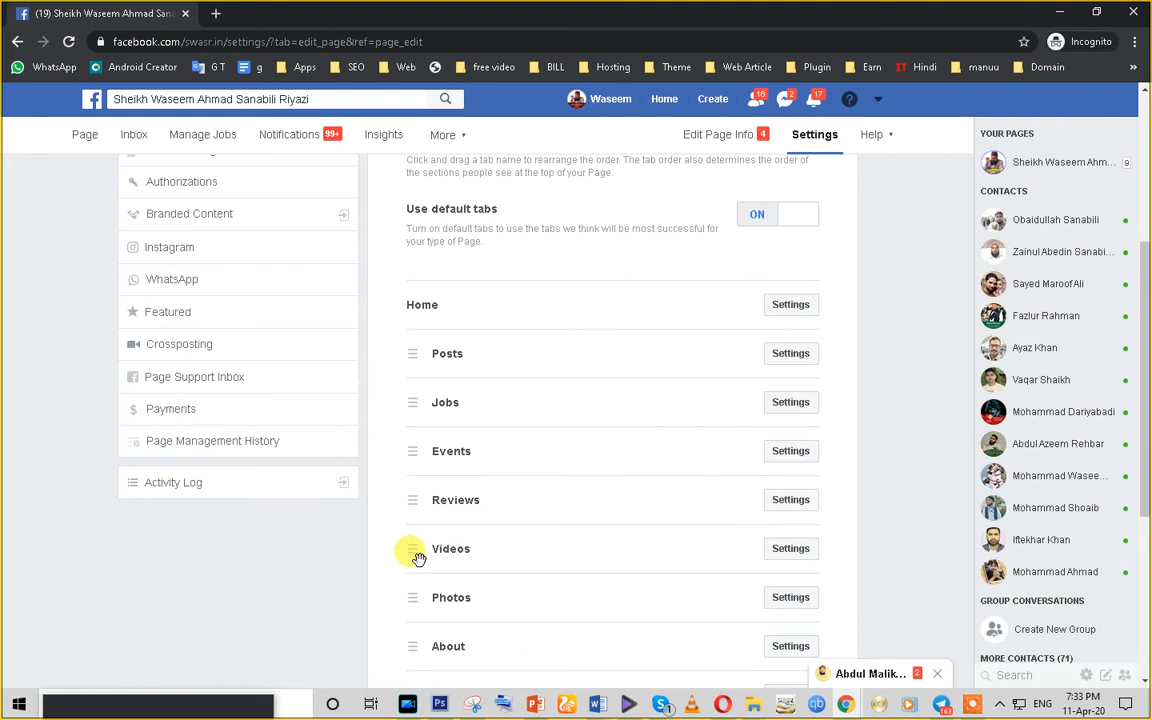 (19) Sheikh Waseem Ahmad San
facebook.com/swasr.in/settings/?tab=edit_page&ref=page_edit
Incognito
WhatsApp
Android Creator
G T
g
Apps
SEO
Web
free video
BILL
Hosting
Theme
Web Article
Plugin
Earn
IT Hindi
manuu
Domain
»
Sheikh Waseem Ahmad Sanabili Riyazi
Waseem
Home
Create
16
2
17
Page
Inbox
Manage Jobs
Notifications 99+
Insights
More
Edit Page Info 4
Settings
Help
Authorizations
Branded Content
Instagram
WhatsApp
Featured
Crossposting
Page Support Inbox
Payments
Page Management History
Activity Log
Click and drag a tab name to rearrange the order. The tab order also determines the order of
the sections people see at the top of your Page.
Use default tabs
ON
Turn on default tabs to use the tabs we think will be most successful for
your type of Page.
Home Settings
Posts Settings
Jobs Settings
Events Settings
Reviews Settings
Videos Settings
Photos Settings
About Settings
YOUR PAGES
Sheikh Waseem Ahm... 9
CONTACTS
Obaidullah Sanabili
Zainul Abedin Sanabi...
Sayed Maroof Ali
Fazlur Rahman
Ayaz Khan
Vaqar Shaikh
Mohammad Dariyabadi
Abdul Azeem Rehbar
Mohammad Wasee...
Mohammad Shoaib
Iftekhar Khan
Mohammed Ahmad
GROUP CONVERSATIONS
Create New Group
MORE CONTACTS (71)
Search
Abdul Malik... 2
ENG
7:33 PM
11-Apr-20
163